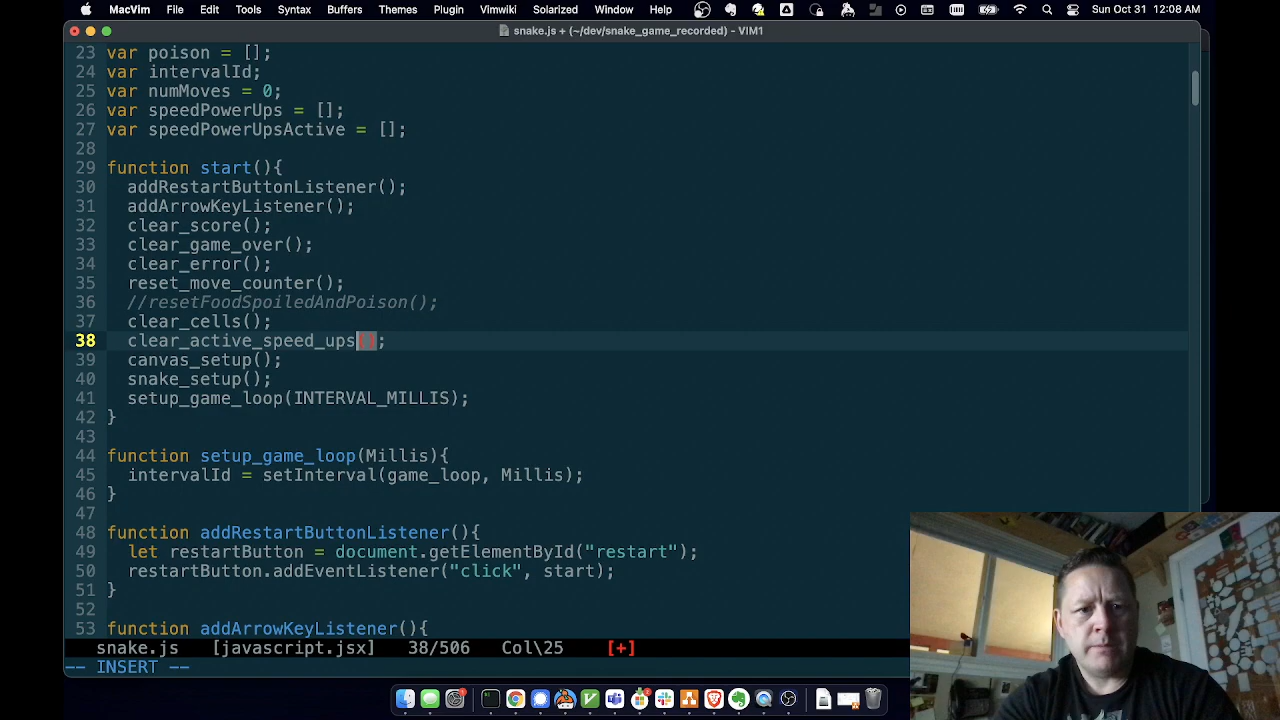 MacVim File Edit Tools Syntax Buffers Themes Plugin Vimwiki Solarized Window Help Sun Oct 31 12:08 AM
snake.js + (~/dev/snake_game_recorded) - VIM1
23 var poison = [];
24 var intervalId;
25 var numMoves = 0;
26 var speedPowerUps = [];
27 var speedPowerUpsActive = [];
28
29 function start(){
30 addRestartButtonListener();
31 addArrowKeyListener();
32 clear_score();
33 clear_game_over();
34 clear_error();
35 reset_move_counter();
36 //resetFoodSpoiledAndPoison();
37 clear_cells();
38 clear_active_speed_ups();
39 canvas_setup();
40 snake_setup();
41 setup_game_loop(INTERVAL_MILLIS);
42 }
43
44 function setup_game_loop(Millis){
45 intervalId = setInterval(game_loop, Millis);
46 }
47
48 function addRestartButtonListener(){
49 let restartButton = document.getElementById("restart");
50 restartButton.addEventListener("click", start);
51 }
52
53 function addArrowKeyListener(){
snake.js [javascript.jsx] 38/506 Col\25 [+]
-- INSERT --